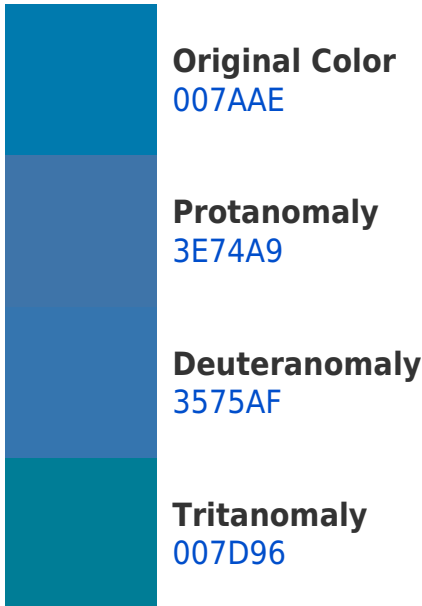 Original Color
007AAE
Protanomaly
3E74A9
Deuteranomaly
3575AF
Tritanomaly
007D96